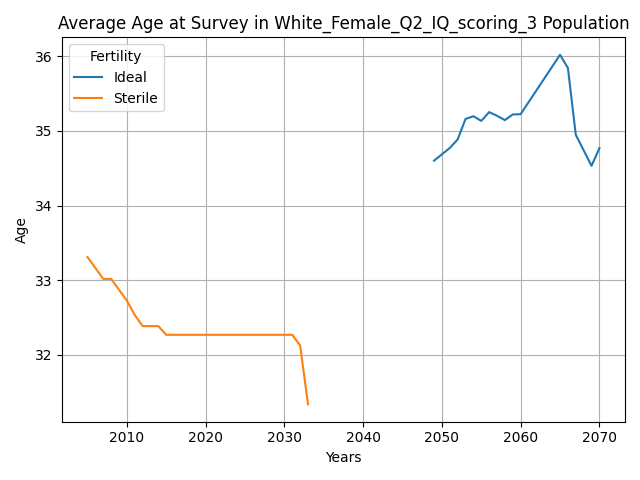 Average Age at Survey in White_Female_Q2_IQ_scoring_3 Population
Fertility
Ideal
Sterile
36
35
34
33
32
Age
2010 2020 2030 2040 2050 2060 2070
Years